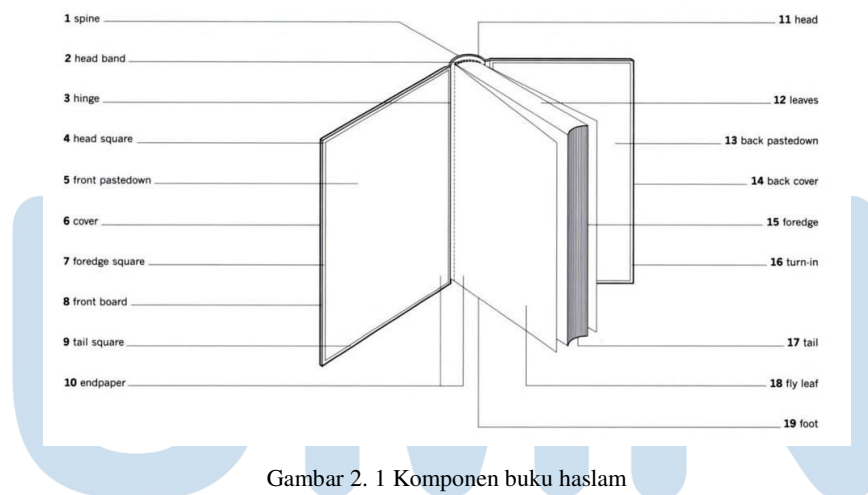 1 spine
2 head band
3 hinge
4 head square
5 front pastedown
6 cover
7 foredge square
8 front board
9 tail square
10 endpaper
11 head
12 leaves
13 back pastedown
14 back cover
15 foredge
16 turn-in
17 tail
18 fly leaf
19 foot
Gambar 2. 1 Komponen buku haslam